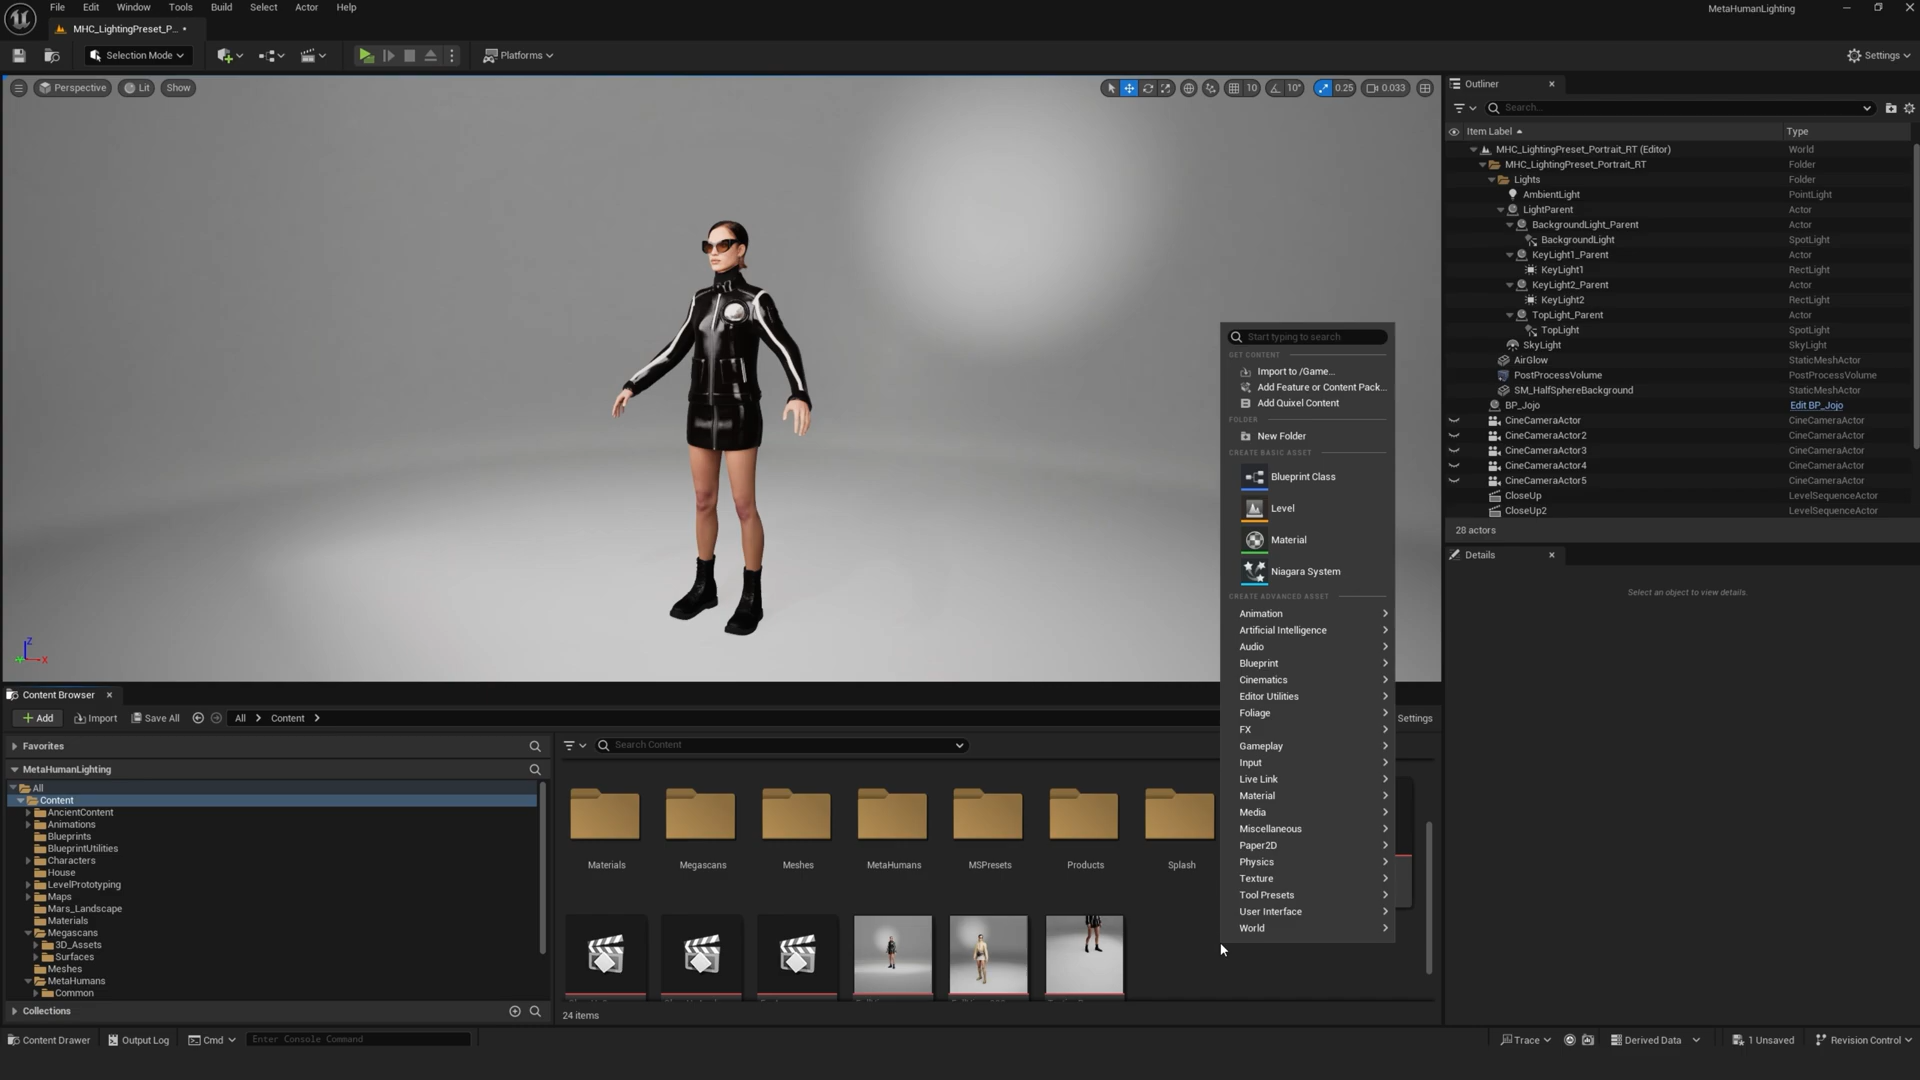 File Edit Window Tools Build Select Actor Help
MetaHumanLighting
MHC_LightingPreset_P... •
Selection Mode
Platforms
Settings
Perspective
Lit
Show
10
10°
0.25
0.033
Outliner
Search...
Item Label
Type
MHC_LightingPreset_Portrait_RT (Editor) World
MHC_LightingPreset_Portrait_RT Folder
Lights Folder
AmbientLight PointLight
LightParent Actor
BackgroundLight_Parent Actor
BackgroundLight SpotLight
KeyLight1_Parent Actor
KeyLight1 RectLight
KeyLight2_Parent Actor
KeyLight2 RectLight
TopLight_Parent Actor
TopLight SpotLight
SkyLight SkyLight
AirGlow StaticMeshActor
PostProcessVolume PostProcessVolume
SM_HalfSphereBackground StaticMeshActor
BP_Jojo Edit BP_Jojo
CineCameraActor CineCameraActor
CineCameraActor2 CineCameraActor
CineCameraActor3 CineCameraActor
CineCameraActor4 CineCameraActor
CineCameraActor5 CineCameraActor
CloseUp LevelSequenceActor
CloseUp2 LevelSequenceActor
28 actors
Details
Select an object to view details.
Start typing to search
GET CONTENT
Import to /Game...
Add Feature or Content Pack...
Add Quixel Content
FOLDER
New Folder
CREATE BASIC ASSET
Blueprint Class
Level
Material
Niagara System
CREATE ADVANCED ASSET
Animation
Artificial Intelligence
Audio
Blueprint
Cinematics
Editor Utilities
Foliage
FX
Gameplay
Input
Live Link
Material
Media
Miscellaneous
Paper2D
Physics
Texture
Tool Presets
User Interface
World
Z
X
Content Browser
Add
Import
Save All
All
Content
Settings
Favorites
Search Content
MetaHumanLighting
All
Content
AncientContent
Animations
Blueprints
BlueprintUtilities
Characters
House
LevelPrototyping
Maps
Mars_Landscape
Materials
Megascans
3D_Assets
Surfaces
Meshes
MetaHumans
Common
Materials
Megascans
Meshes
MetaHumans
MSPresets
Products
Splash
24 items
Collections
Content Drawer
Output Log
Cmd
Enter Console Command
Trace
Derived Data
1 Unsaved
Revision Control